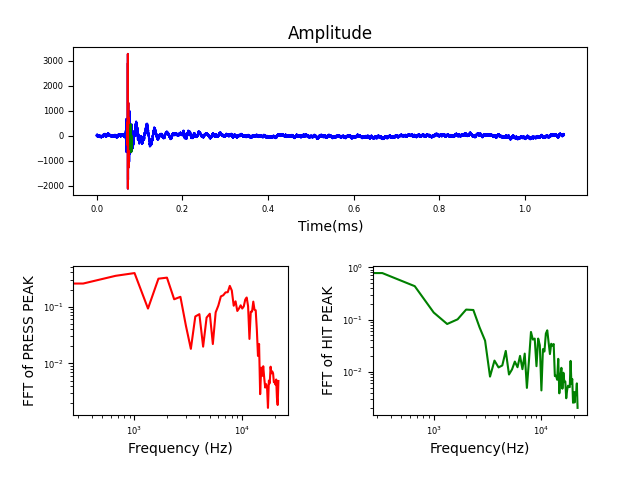 Amplitude
3000
2000
1000
0
−1000
−2000
0.0 0.2 0.4 0.6 0.8 1.0
Time(ms)
FFT of PRESS PEAK
10⁻¹
10⁻²
10³ 10⁴
Frequency (Hz)
FFT of HIT PEAK
10⁰
10⁻¹
10⁻²
10³ 10⁴
Frequency(Hz)